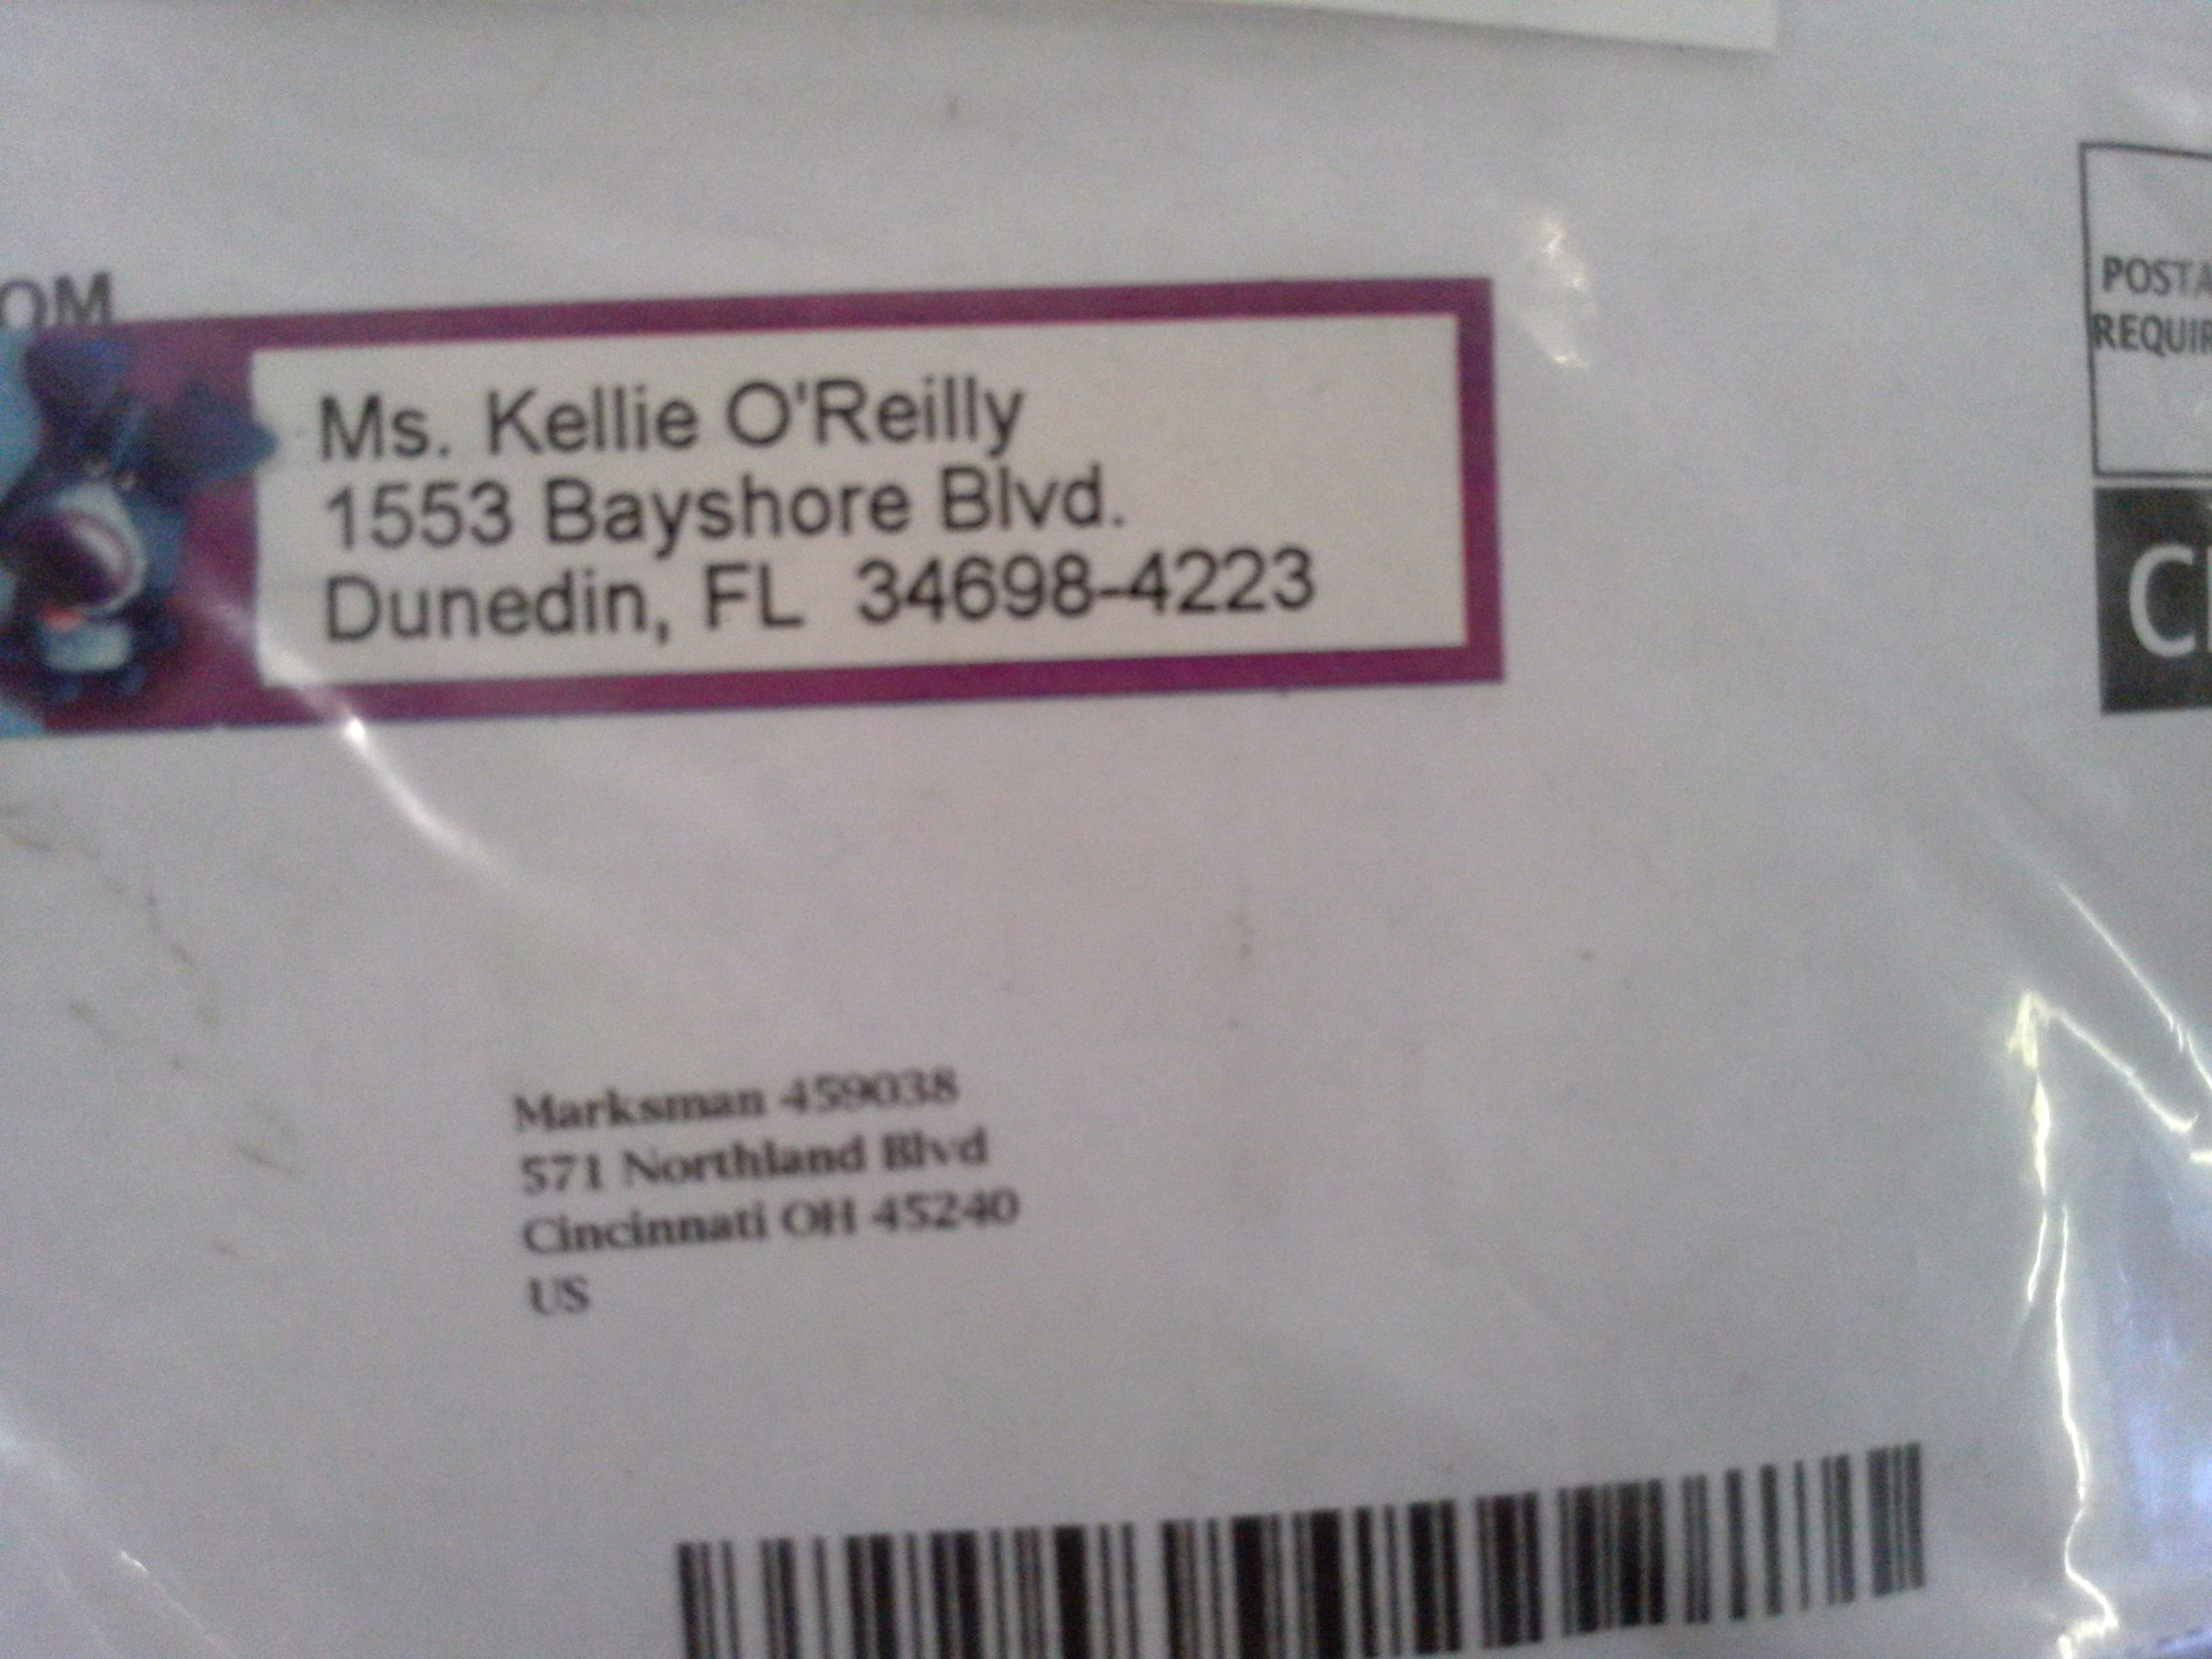 OM
Ms. Kellie O'Reilly
1553 Bayshore Blvd.
Dunedin, FL 34698-4223
POSTA
REQUIR
Marksman 459038
571 Northland Blvd
Cincinnati OH 45240
US